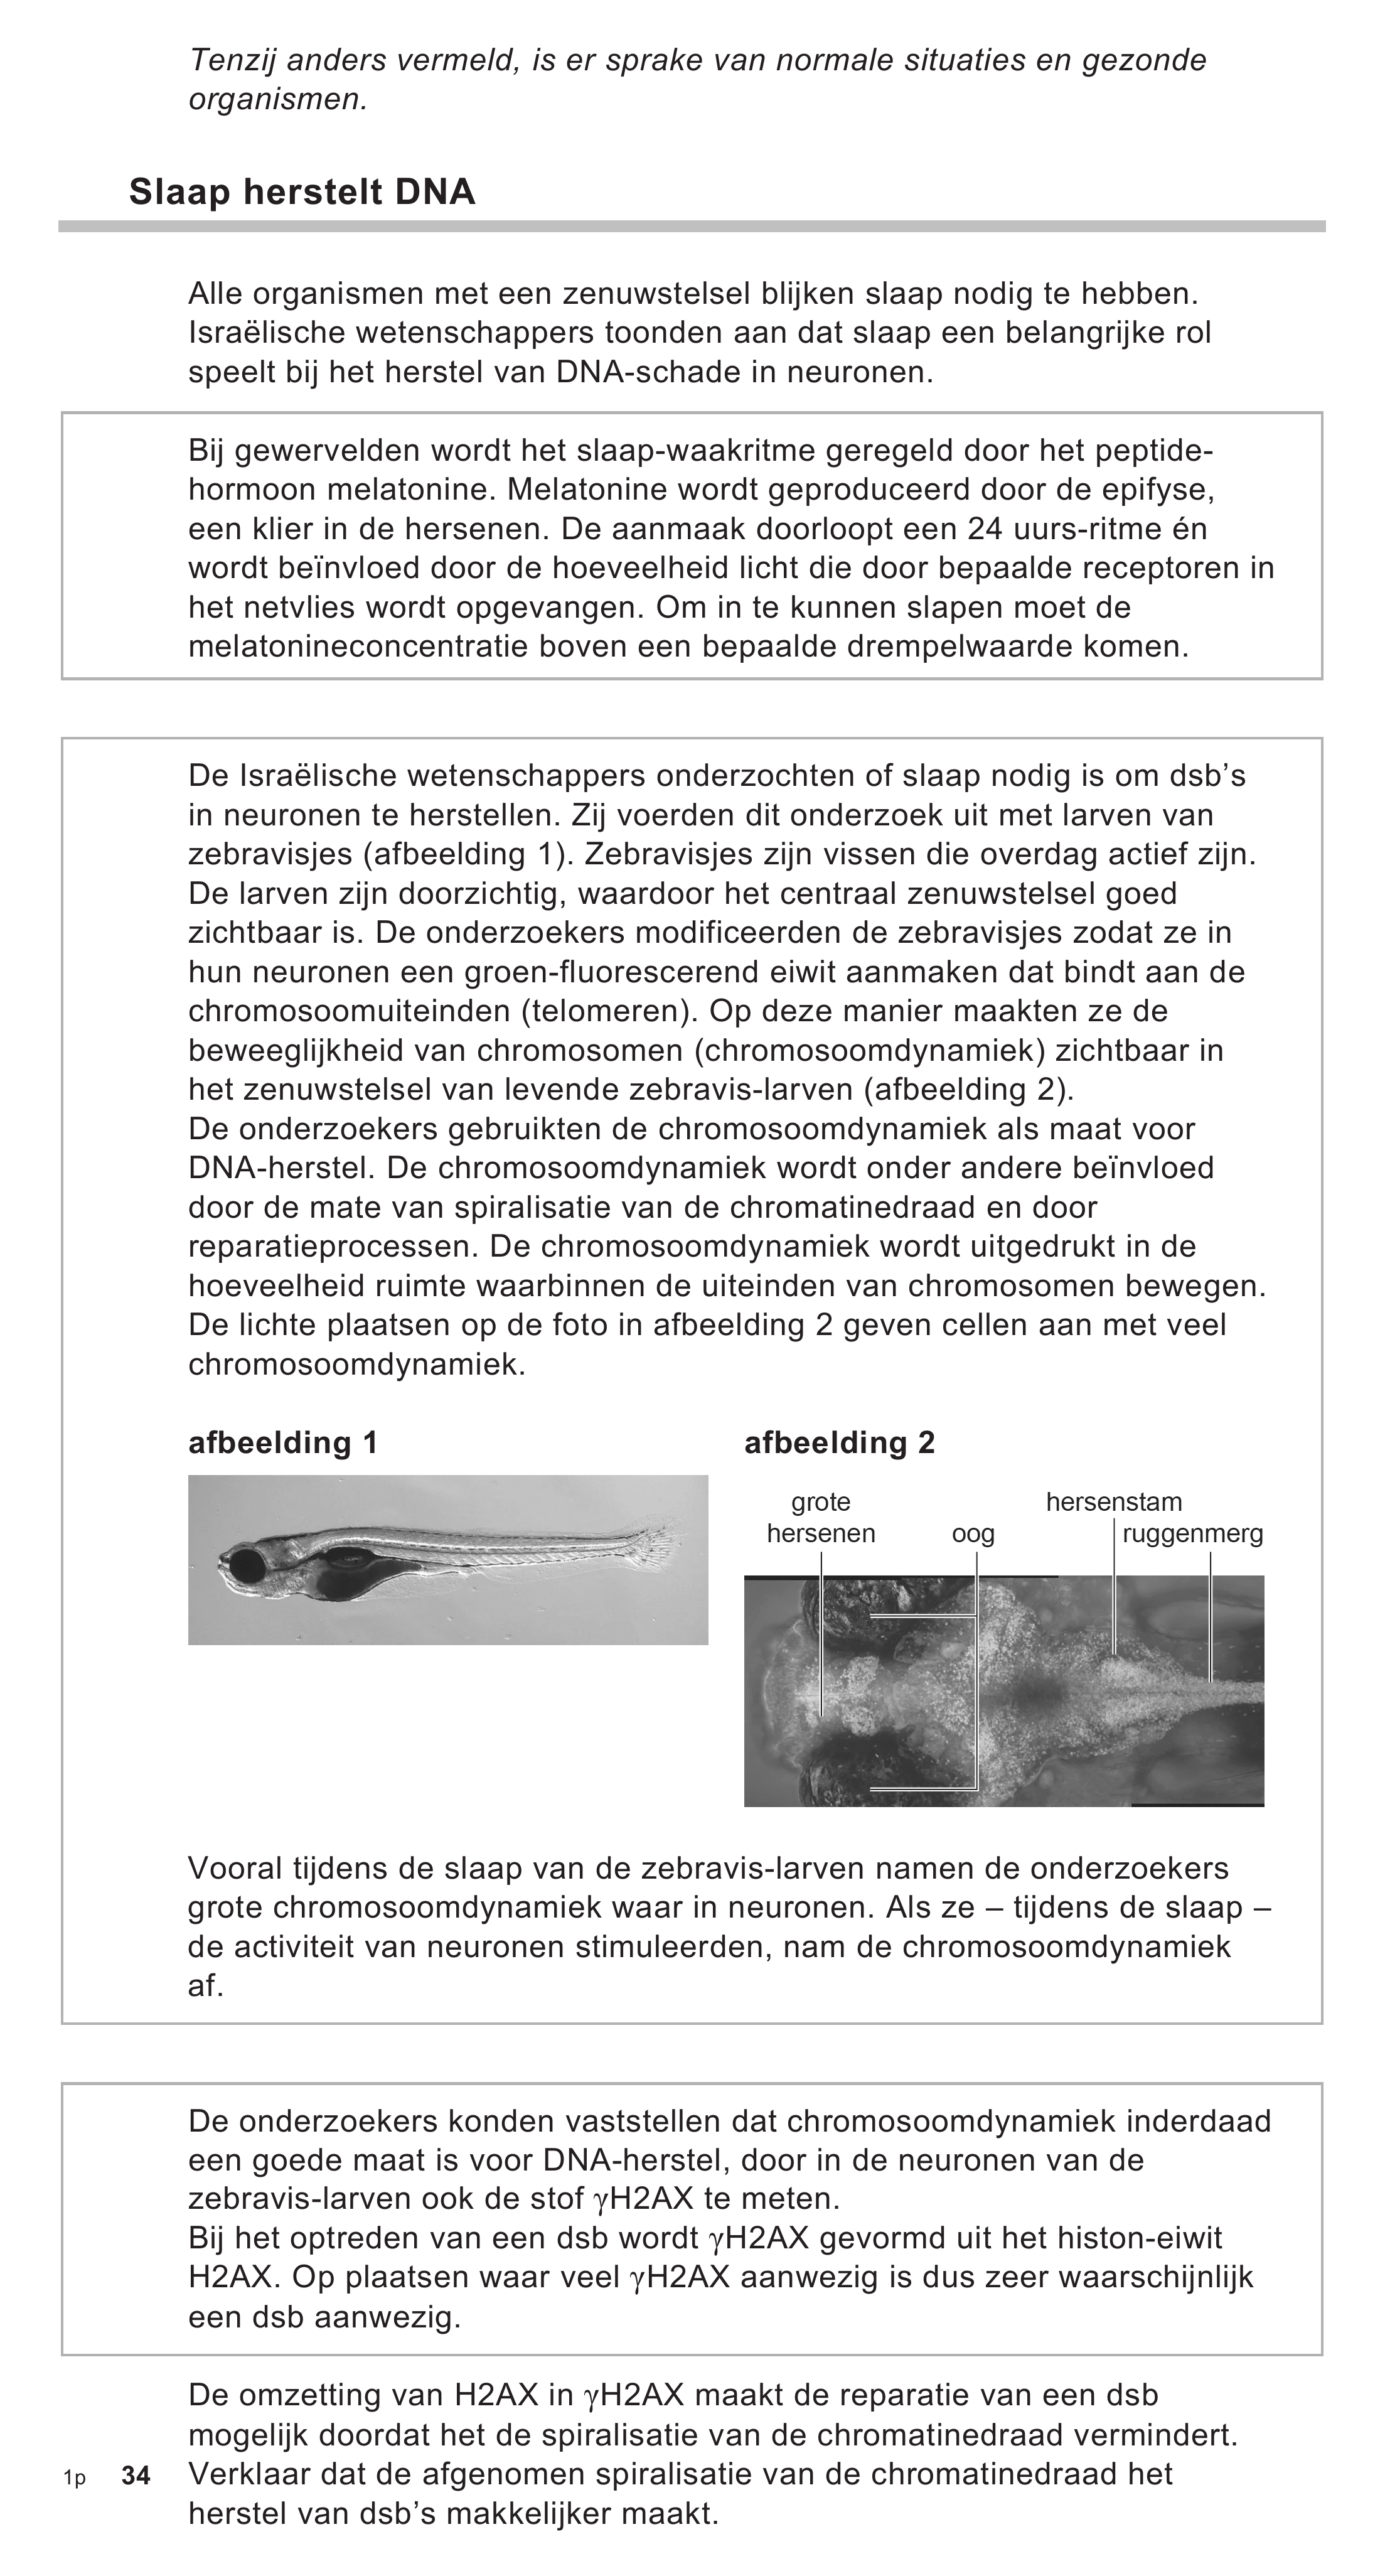 Tenzij anders vermeld, is er sprake van normale situaties en gezonde
organismen.
Slaap herstelt DNA
Alle organismen met een zenuwstelsel blijken slaap nodig te hebben.
Israëlische wetenschappers toonden aan dat slaap een belangrijke rol
speelt bij het herstel van DNA-schade in neuronen.
Bij gewervelden wordt het slaap-waakritme geregeld door het peptide-
hormoon melatonine. Melatonine wordt geproduceerd door de epifyse,
een klier in de hersenen. De aanmaak doorloopt een 24 uurs-ritme én
wordt beïnvloed door de hoeveelheid licht die door bepaalde receptoren in
het netvlies wordt opgevangen. Om in te kunnen slapen moet de
melatonineconcentratie boven een bepaalde drempelwaarde komen.
De Israëlische wetenschappers onderzochten of slaap nodig is om dsb’s
in neuronen te herstellen. Zij voerden dit onderzoek uit met larven van
zebravisjes (afbeelding 1). Zebravisjes zijn vissen die overdag actief zijn.
De larven zijn doorzichtig, waardoor het centraal zenuwstelsel goed
zichtbaar is. De onderzoekers modificeerden de zebravisjes zodat ze in
hun neuronen een groen-fluorescerend eiwit aanmaken dat bindt aan de
chromosoomuiteinden (telomeren). Op deze manier maakten ze de
beweeglijkheid van chromosomen (chromosoomdynamiek) zichtbaar in
het zenuwstelsel van levende zebravis-larven (afbeelding 2).
De onderzoekers gebruikten de chromosoomdynamiek als maat voor
DNA-herstel. De chromosoomdynamiek wordt onder andere beïnvloed
door de mate van spiralisatie van de chromatinedraad en door
reparatieprocessen. De chromosoomdynamiek wordt uitgedrukt in de
hoeveelheid ruimte waarbinnen de uiteinden van chromosomen bewegen.
De lichte plaatsen op de foto in afbeelding 2 geven cellen aan met veel
chromosoomdynamiek.
afbeelding 1
afbeelding 2
grote
hersenen
oog
hersenstam
ruggenmerg
Vooral tijdens de slaap van de zebravis-larven namen de onderzoekers
grote chromosoomdynamiek waar in neuronen. Als ze – tijdens de slaap –
de activiteit van neuronen stimuleerden, nam de chromosoomdynamiek
af.
De onderzoekers konden vaststellen dat chromosoomdynamiek inderdaad
een goede maat is voor DNA-herstel, door in de neuronen van de
zebravis-larven ook de stof γH2AX te meten.
Bij het optreden van een dsb wordt γH2AX gevormd uit het histon-eiwit
H2AX. Op plaatsen waar veel γH2AX aanwezig is dus zeer waarschijnlijk
een dsb aanwezig.
De omzetting van H2AX in γH2AX maakt de reparatie van een dsb
mogelijk doordat het de spiralisatie van de chromatinedraad vermindert.
1p 34 Verklaar dat de afgenomen spiralisatie van de chromatinedraad het
herstel van dsb’s makkelijker maakt.